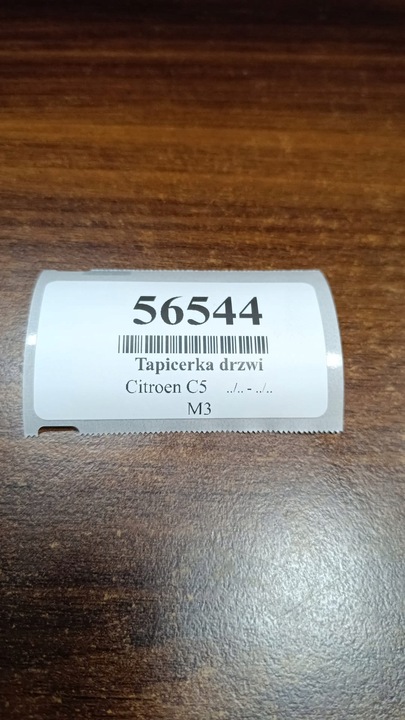 56544
Tapicerka drzwi
Citroen C5 ../.. - ../..
M3